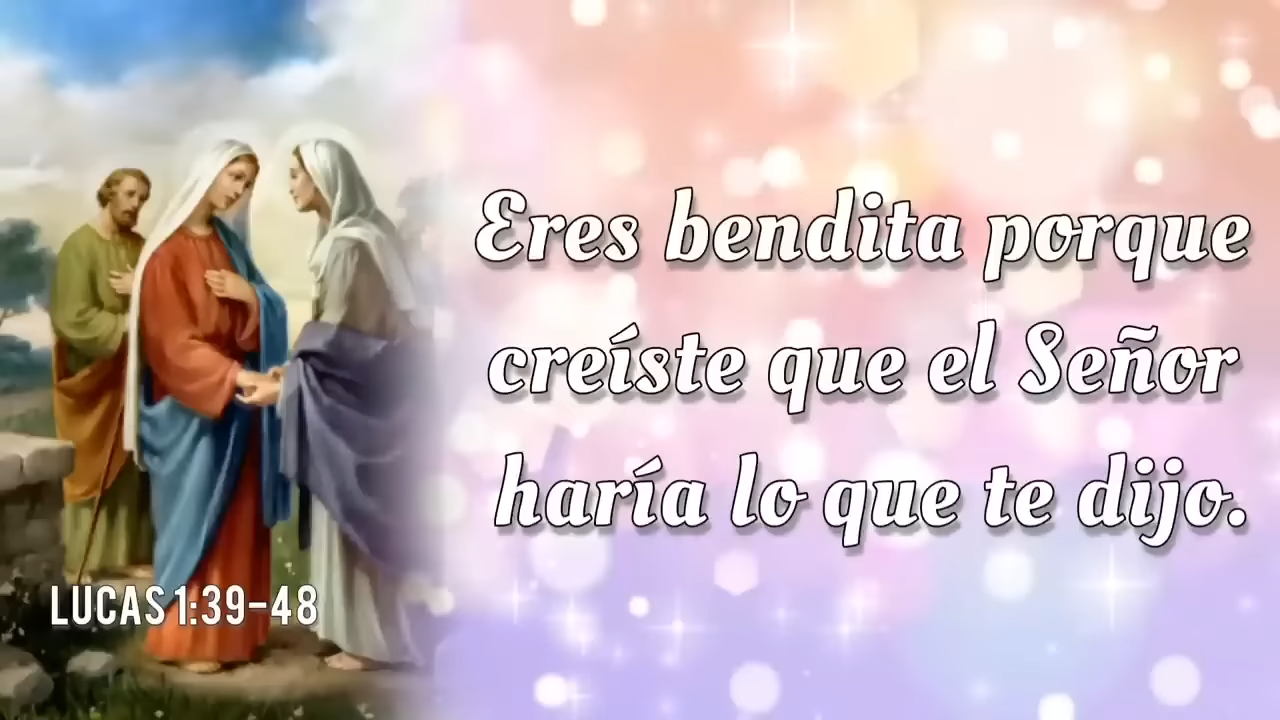 Eres bendita porque
creíste que el Señor
haría lo que te dijo.
LUCAS 1:39-48